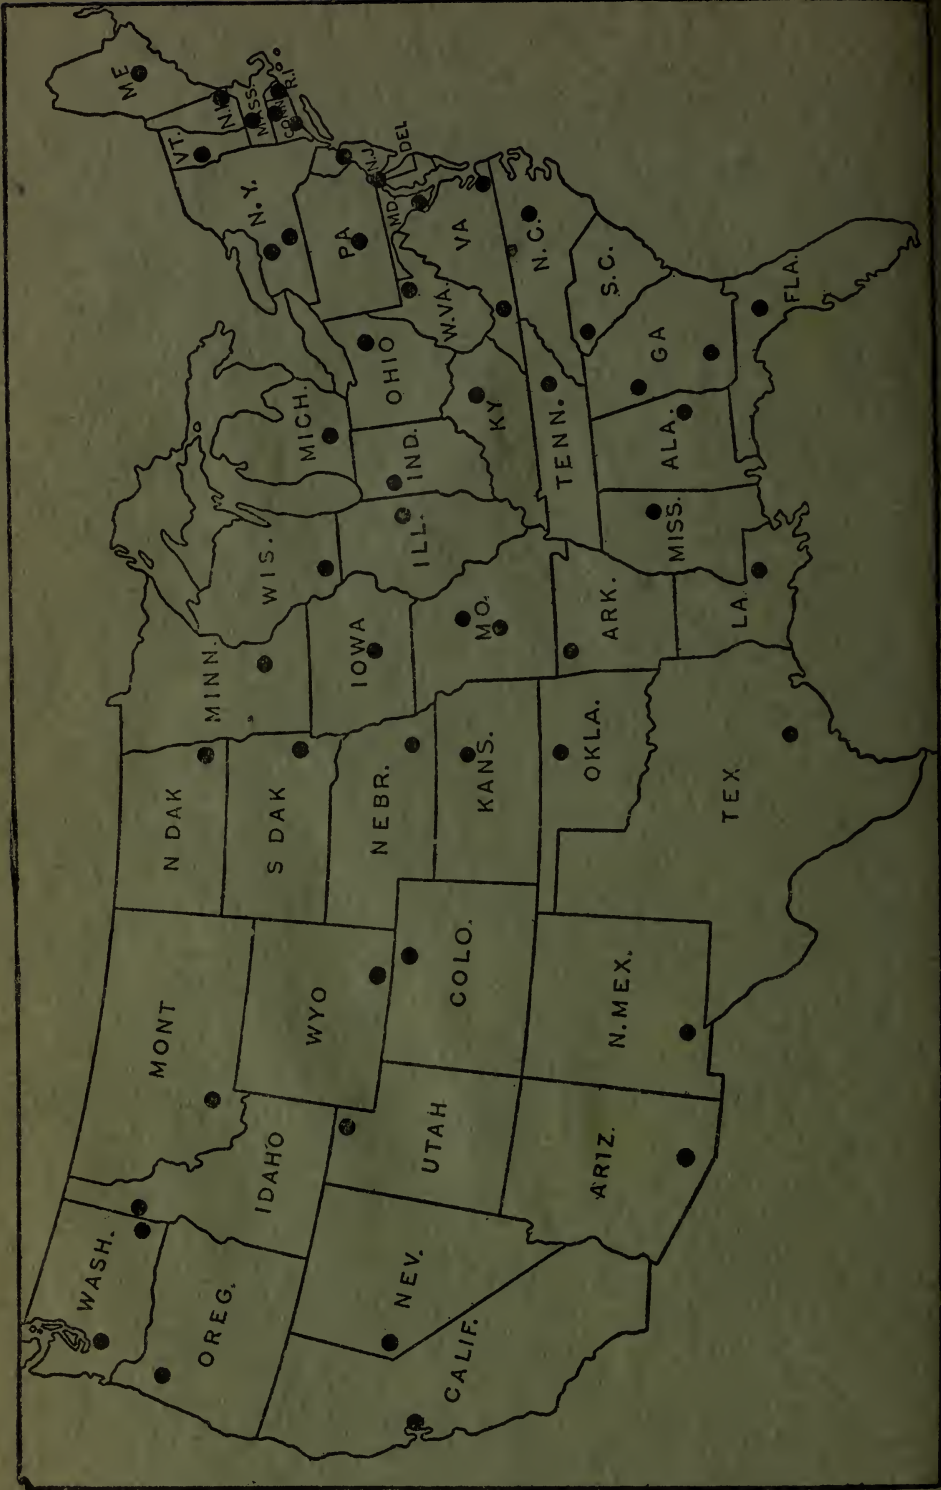 WASH.
OREG.
CALIF.
NEV.
IDAHO
MONT
WYO
UTAH
ARIZ.
COLO.
N.MEX.
N DAK
S DAK
NEBR.
KANS.
OKLA.
TEX
MINN.
IOWA
MO.
ARK.
LA.
WIS.
ILL.
MISS.
MICH.
IND.
OHIO
KY
TENN.
ALA.
GA
FLA.
S.C.
N.C.
VA
W.VA.
MD.
DEL
N.J.
PA
N.Y.
VT.
N.H.
ME
MASS.
CONN.
R.I.